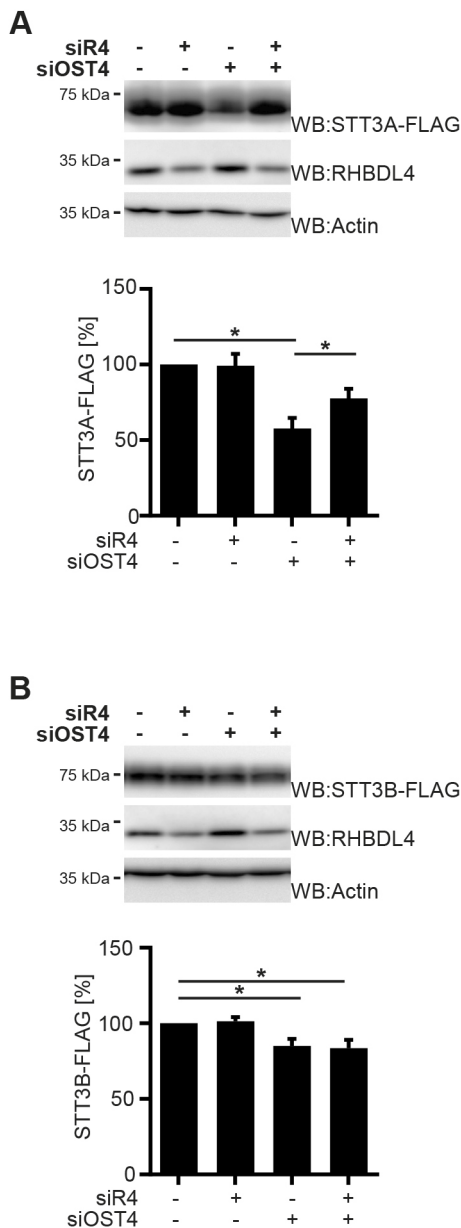 A
siR4 - + - +
siOST4 - - + +
75 kDa
WB:STT3A-FLAG
35 kDa
WB:RHBDL4
35 kDa
WB:Actin
150
100
50
0
STT3A-FLAG [%]
*
*
siR4 - + - +
siOST4 - - + +
B
siR4 - + - +
siOST4 - - + +
75 kDa
WB:STT3B-FLAG
35 kDa
WB:RHBDL4
35 kDa
WB:Actin
150
100
50
0
STT3B-FLAG [%]
*
*
siR4 - + - +
siOST4 - - + +